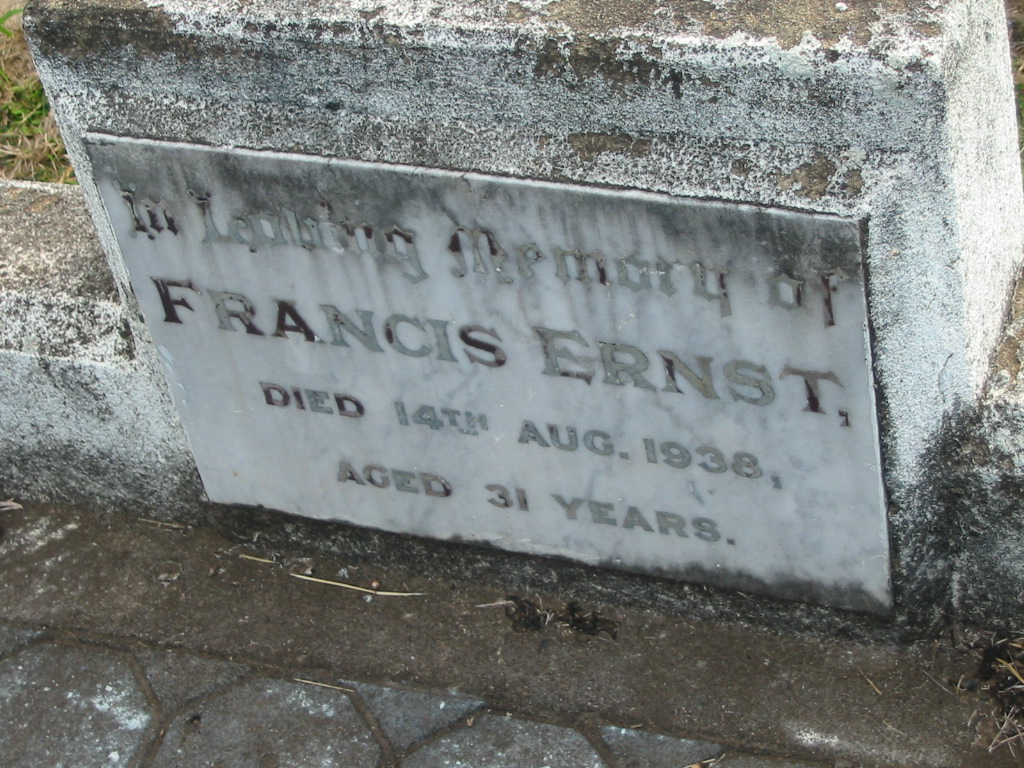 In Loving Memory of
FRANCIS ERNST,
DIED 14TH AUG. 1938,
AGED 31 YEARS.